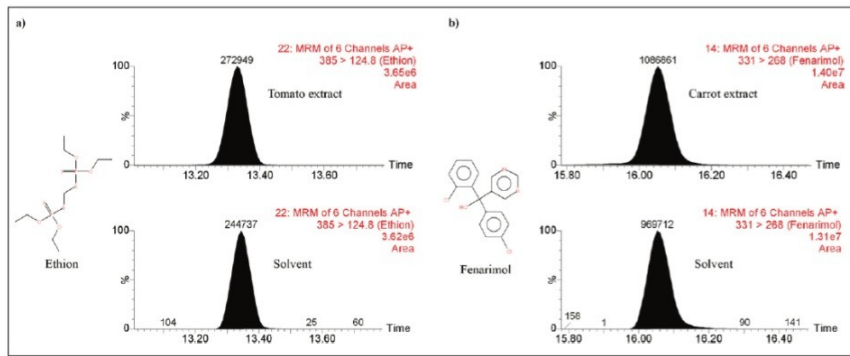 a)
22: MRM of 6 Channels AP+
385 > 124.8 (Ethion)
3.65e6
Area
272949
Tomato extract
100
%
0
13.20 13.40 13.60
Time
22: MRM of 6 Channels AP+
385 > 124.8 (Ethion)
3.62e6
Area
244737
Solvent
100
%
0
104 25 60
13.20 13.40 13.60
Time
Ethion
b)
14: MRM of 6 Channels AP+
331 > 268 (Fenarimol)
1.40e7
Area
1086861
Carrot extract
100
%
0
15.80 16.00 16.20 16.40
Time
14: MRM of 6 Channels AP+
331 > 268 (Fenarimol)
1.31e7
Area
969712
Solvent
100
%
0
158 1 90 141
15.80 16.00 16.20 16.40
Time
Fenarimol